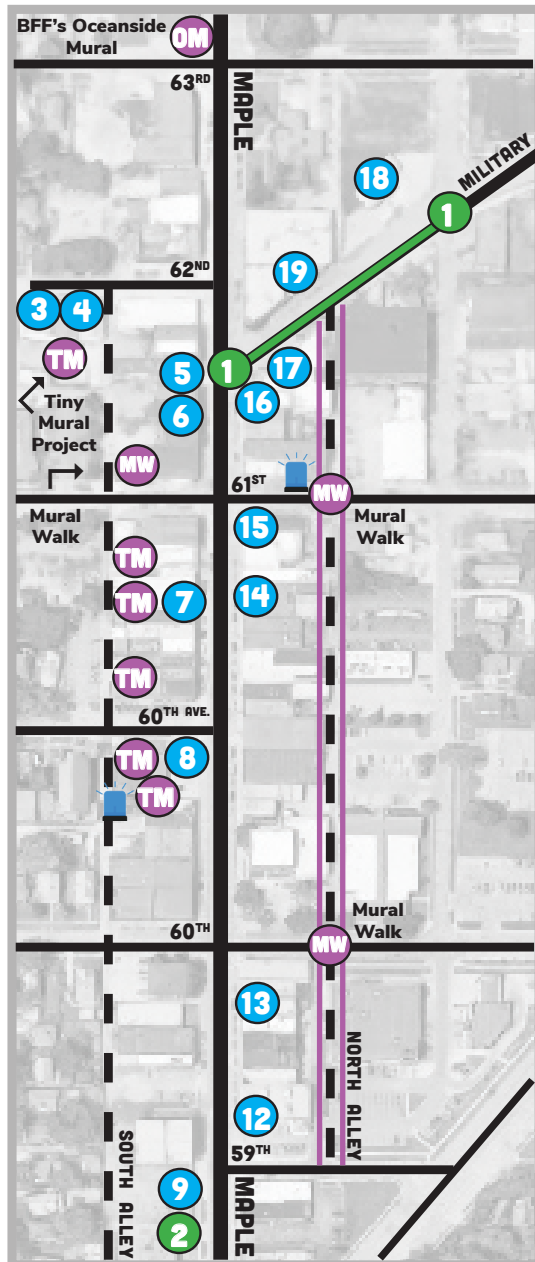 BFF's Oceanside
Mural
OM
63RD
MAPLE
MILITARY
18
1
62ND
19
3
4
TM
Tiny
Mural
Project
5
1
17
6
16
MW
61ST
MW
Mural
Walk
Mural
Walk
15
TM
TM
7
14
TM
60TH AVE.
TM
8
TM
60TH
Mural
Walk
MW
13
NORTH ALLEY
12
59TH
SOUTH ALLEY
9
2
MAPLE